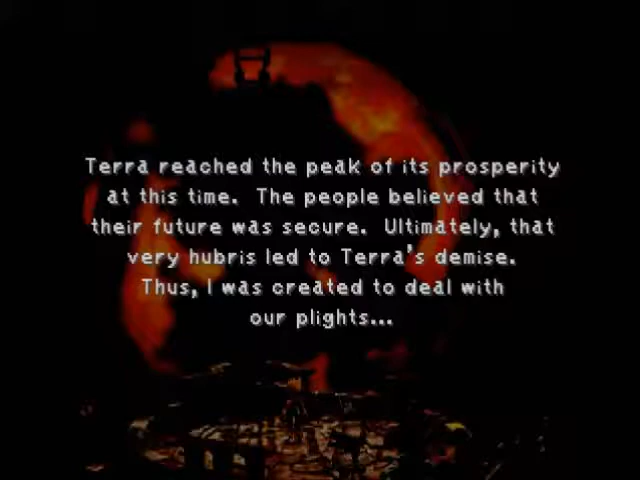 Terra reached the peak of its prosperity
at this time. The people believed that
their future was secure. Ultimately, that
very hubris led to Terra's demise.
Thus, I was created to deal with
our plights...